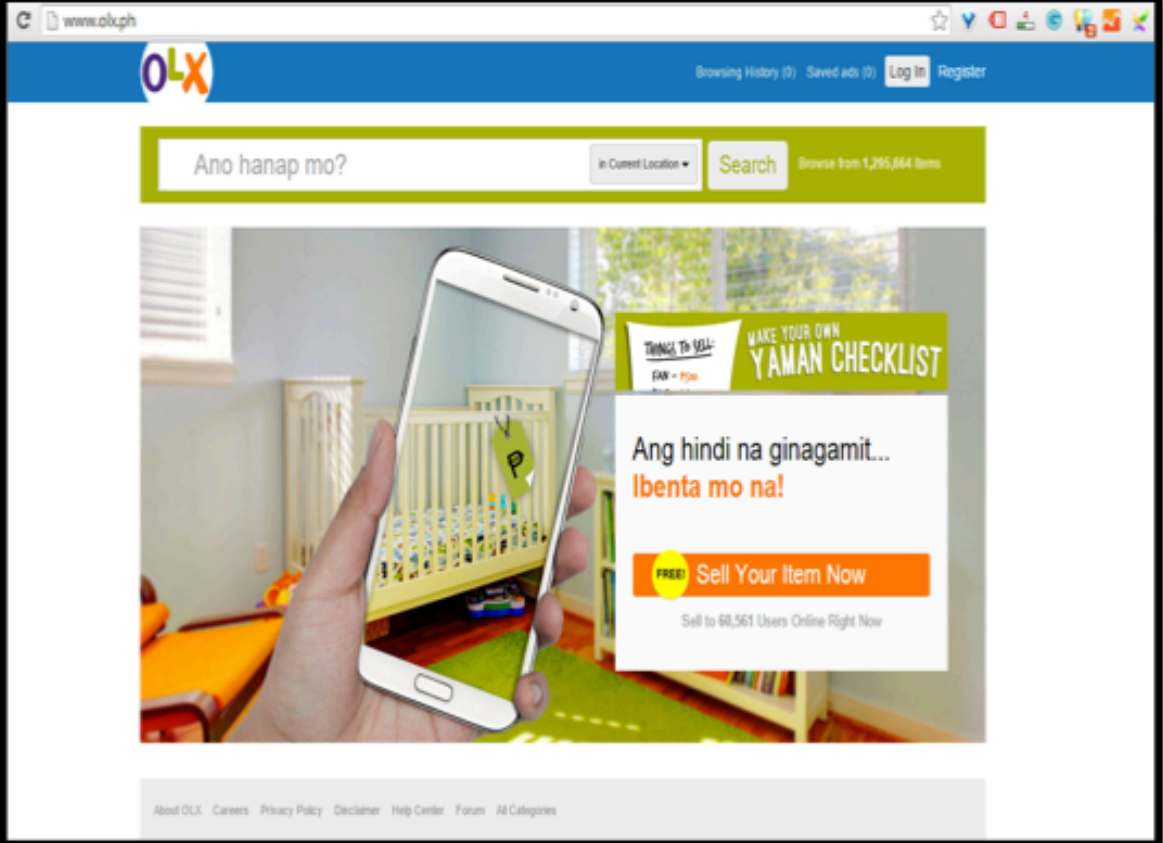 www.olx.ph
OLX
Browsing History (0) Saved ads (0) Log In Register
Ano hanap mo? in Current Location Search Browse from 1,295,664 Items
THINGS TO SELL:
FAN - P500
MAKE YOUR OWN
YAMAN CHECKLIST
P
Ang hindi na ginagamit...
Ibenta mo na!
FREE! Sell Your Item Now
Sell to 60,561 Users Online Right Now
About OLX Careers Privacy Policy Disclaimer Help Center Forum All Categories